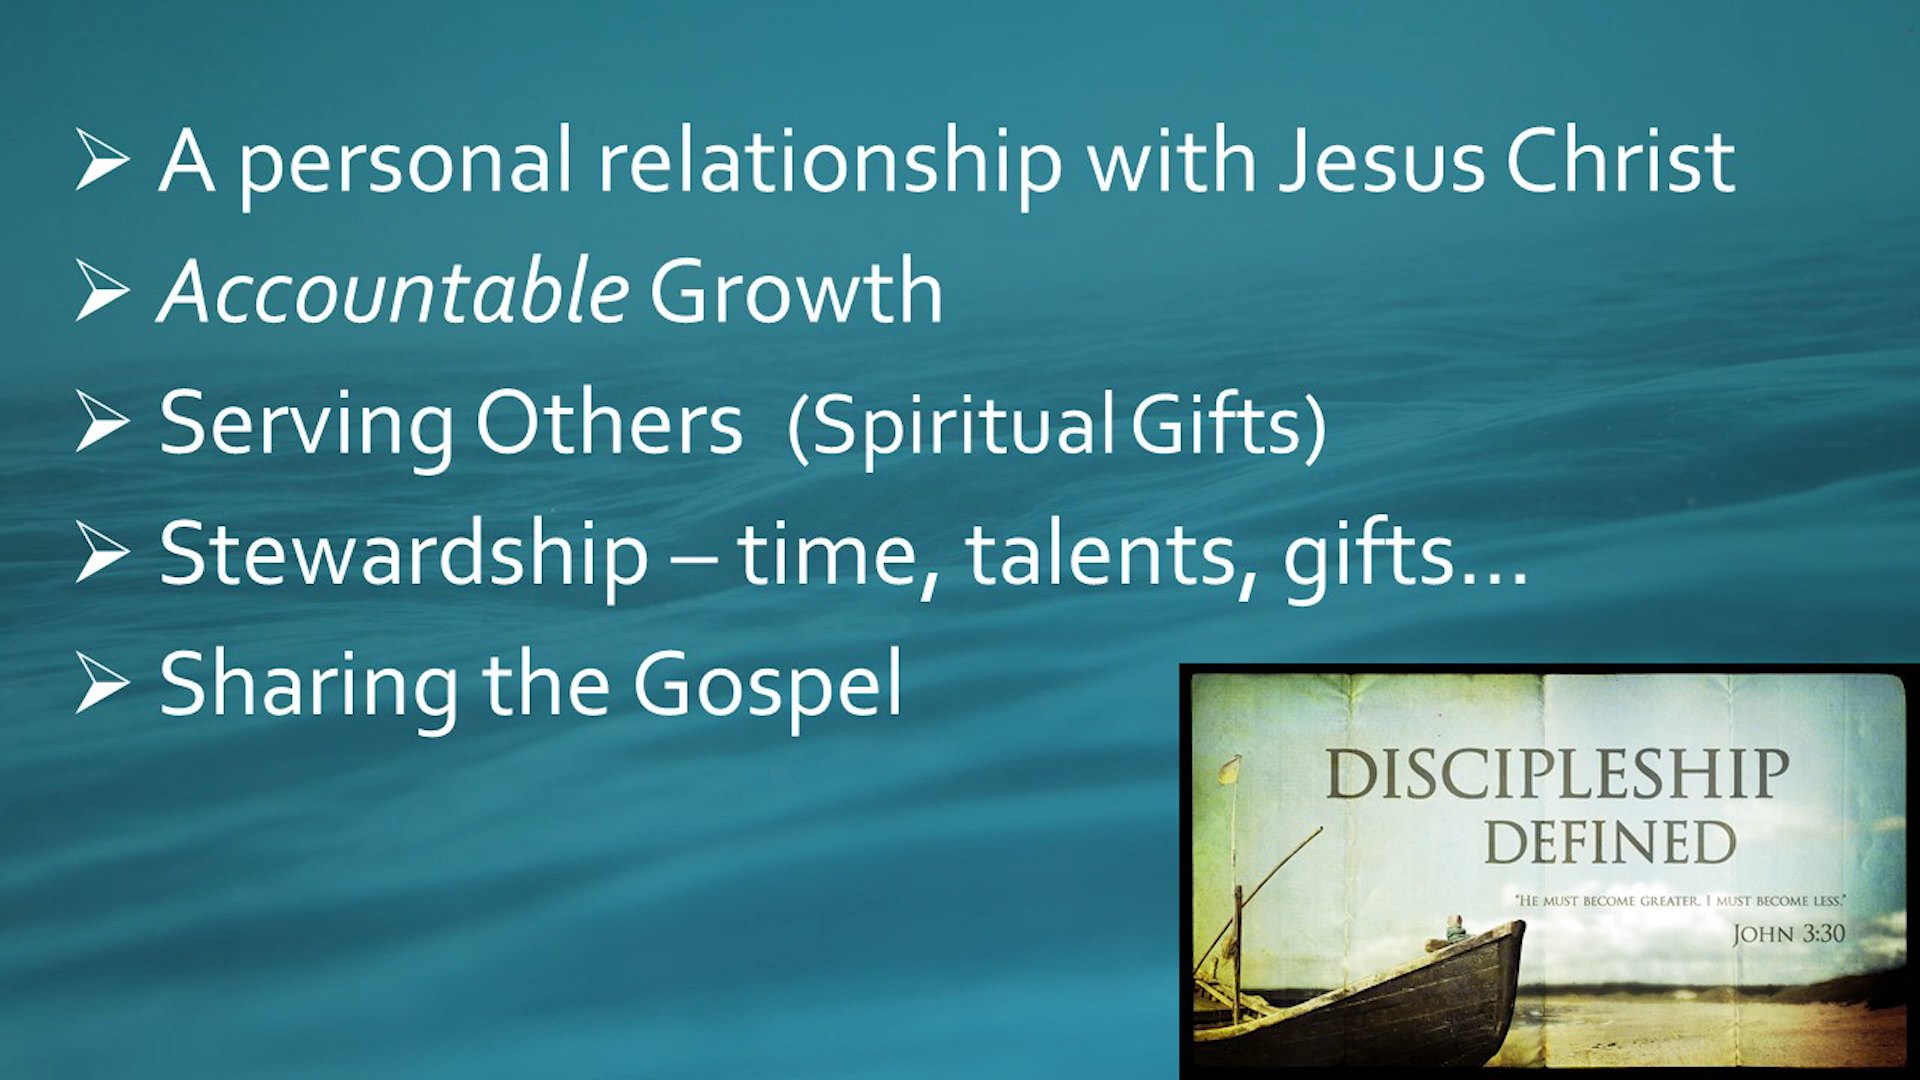 ➢ A personal relationship with Jesus Christ
➢ Accountable Growth
➢ Serving Others (Spiritual Gifts)
➢ Stewardship – time, talents, gifts…
➢ Sharing the Gospel
DISCIPLESHIP
DEFINED
"HE MUST BECOME GREATER, I MUST BECOME LESS."
JOHN 3:30